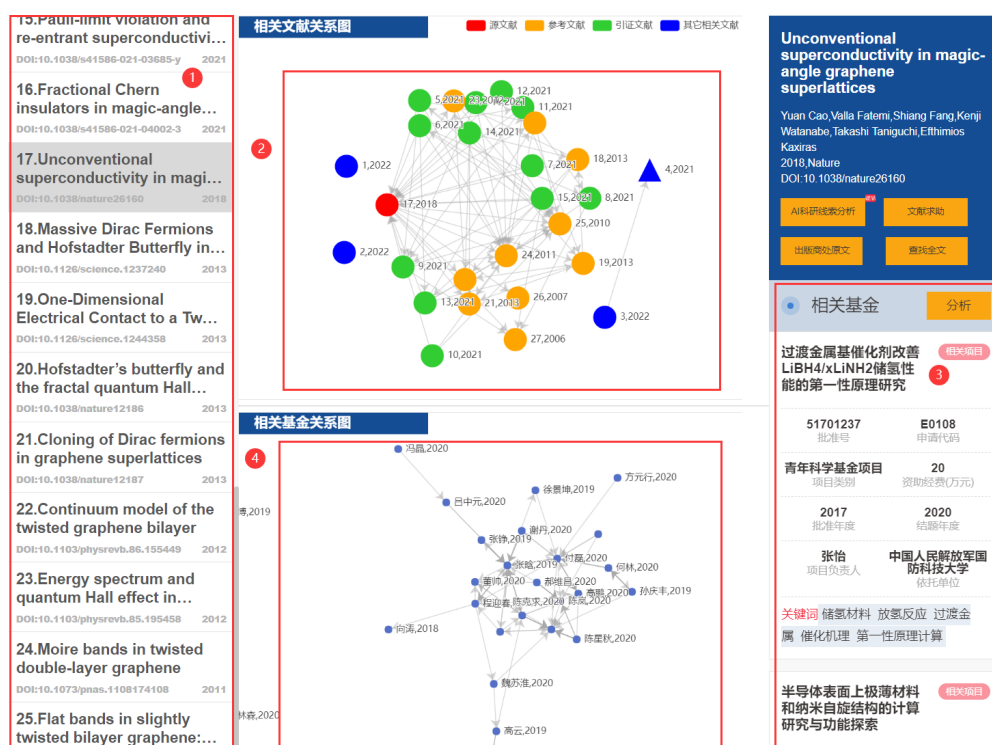 15.Pauli-limit violation and
re-entrant superconductivi...
DOI:10.1038/s41586-021-03685-y 2021
1
16.Fractional Chern
insulators in magic-angle...
DOI:10.1038/s41586-021-04002-3 2021
17.Unconventional
superconductivity in magi...
DOI:10.1038/nature26160 2018
18.Massive Dirac Fermions
and Hofstadter Butterfly in...
DOI:10.1126/science.1237240 2013
19.One-Dimensional
Electrical Contact to a Tw...
DOI:10.1126/science.1244358 2013
20.Hofstadter's butterfly and
the fractal quantum Hall...
DOI:10.1038/nature12186 2013
21.Cloning of Dirac fermions
in graphene superlattices
DOI:10.1038/nature12187 2013
22.Continuum model of the
twisted graphene bilayer
DOI:10.1103/physrevb.86.155449 2012
23.Energy spectrum and
quantum Hall effect in...
DOI:10.1103/physrevb.85.195458 2012
24.Moire bands in twisted
double-layer graphene
DOI:10.1073/pnas.1108174108 2011
25.Flat bands in slightly
twisted bilayer graphene:...
相关文献关系图
源文献 参考文献 引证文献 其它相关文献
2
12,2021
5,2021
11,2021
6,2021
14,2021
18,2013
1,2022
7,2021
4,2021
17,2018
15,2021
8,2021
25,2010
2,2022
24,2011
9,2021
19,2013
13,2021
21,2013
26,2007
3,2022
27,2006
10,2021
相关基金关系图
4
冯晶,2020
方元行,2020
徐景坤,2019
吕中元,2020
博,2019
谢丹,2020
张铮,2019
付磊,2020
张晗,2019
何林,2020
董帅,2020
郝维昌,2020
高鹏,2020
孙庆丰,2019
程迎春
陈克求,2020
陈岚,2020
向涛,2018
陈星秋,2020
魏苏淮,2020
林森,2020
高云,2019
Unconventional
superconductivity in magic-
angle graphene
superlattices
Yuan Cao,Valla Fatemi,Shiang Fang,Kenji
Watanabe,Takashi Taniguchi,Efthimios
Kaxiras
2018,Nature
DOI:10.1038/nature26160
AI科研线索分析 文献求助
出版商处原文 查找全文
相关基金 分析
过渡金属基催化剂改善 相关项目
LiBH4/xLiNH2储氢性
能的第一性原理研究
3
51701237 E0108
批准号 申请代码
青年科学基金项目 20
项目类别 资助经费(万元)
2017 2020
批准年度 结题年度
张怡 中国人民解放军国
防科技大学
项目负责人 依托单位
关键词 储氢材料 放氢反应 过渡金
属 催化机理 第一性原理计算
半导体表面上极薄材料 相关项目
和纳米自旋结构的计算
研究与功能探索